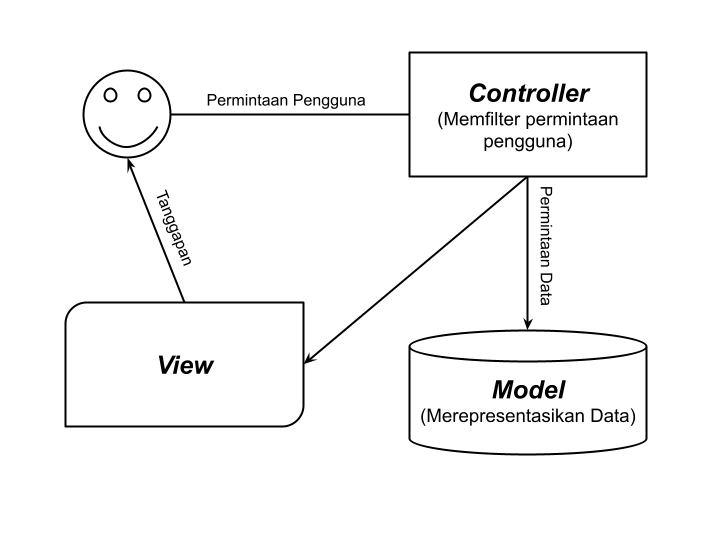 Permintaan Pengguna
Controller
(Memfilter permintaan
pengguna)
Tanggapan
Permintaan Data
View
Model
(Merepresentasikan Data)